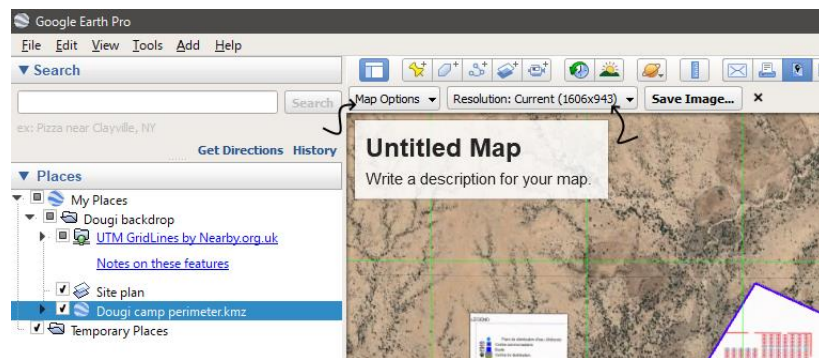 Google Earth Pro
File Edit View Tools Add Help
▼ Search
Search
ex: Pizza near Clayville, NY
Get Directions History
▼ Places
My Places
Dougi backdrop
UTM GridLines by Nearby.org.uk
Notes on these features
Site plan
Dougi camp perimeter.kmz
Temporary Places
Map Options Resolution: Current (1606x943) Save Image... ×
Untitled Map
Write a description for your map.